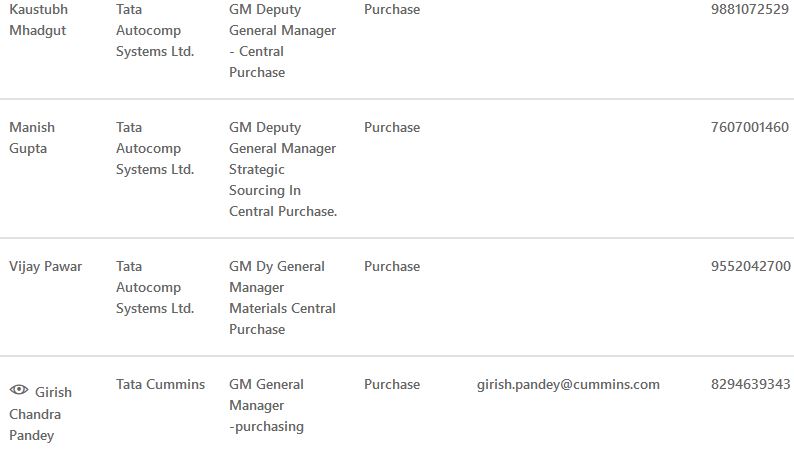 Kaustubh Mhadgut Tata Autocomp Systems Ltd. GM Deputy General Manager - Central Purchase Purchase 9881072529
Manish Gupta Tata Autocomp Systems Ltd. GM Deputy General Manager Strategic Sourcing In Central Purchase. Purchase 7607001460
Vijay Pawar Tata Autocomp Systems Ltd. GM Dy General Manager Materials Central Purchase Purchase 9552042700
Girish Chandra Pandey Tata Cummins GM General Manager -purchasing Purchase girish.pandey@cummins.com 8294639343